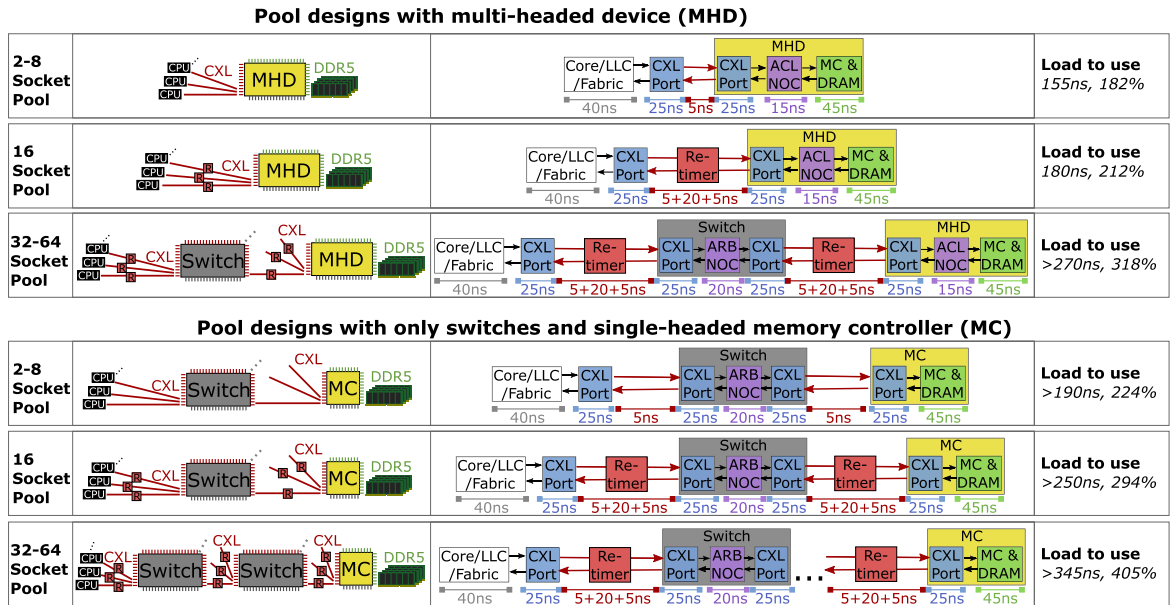 Pool designs with multi-headed device (MHD)
2-8
Socket
Pool
CPU
CPU
CPU
CXL
MHD
DDR5
Core/LLC
/Fabric
CXL
Port
MHD
CXL
Port
ACL
NOC
MC &
DRAM
40ns
25ns
5ns
25ns
15ns
45ns
Load to use
155ns, 182%
16
Socket
Pool
CPU
CPU
CPU
R
R
R
CXL
MHD
DDR5
Core/LLC
/Fabric
CXL
Port
Re-
timer
MHD
CXL
Port
ACL
NOC
MC &
DRAM
40ns
25ns
5+20+5ns
25ns
15ns
45ns
Load to use
180ns, 212%
32-64
Socket
Pool
CPU
CPU
CPU
R
R
R
CXL
Switch
R
R
R
CXL
MHD
DDR5
Core/LLC
/Fabric
CXL
Port
Re-
timer
Switch
CXL
Port
ARB
NOC
CXL
Port
Re-
timer
MHD
CXL
Port
ACL
NOC
MC &
DRAM
40ns
25ns
5+20+5ns
25ns
20ns
25ns
5+20+5ns
25ns
15ns
45ns
Load to use
>270ns, 318%
Pool designs with only switches and single-headed memory controller (MC)
2-8
Socket
Pool
CPU
CPU
CPU
CXL
Switch
CXL
MC
DDR5
Core/LLC
/Fabric
CXL
Port
Switch
CXL
Port
ARB
NOC
CXL
Port
MC
CXL
Port
MC &
DRAM
40ns
25ns
5ns
25ns
20ns
25ns
5ns
25ns
45ns
Load to use
>190ns, 224%
16
Socket
Pool
CPU
CPU
CPU
R
R
R
CXL
Switch
R
R
R
CXL
MC
DDR5
Core/LLC
/Fabric
CXL
Port
Re-
timer
Switch
CXL
Port
ARB
NOC
CXL
Port
Re-
timer
MC
CXL
Port
MC &
DRAM
40ns
25ns
5+20+5ns
25ns
20ns
25ns
5+20+5ns
25ns
45ns
Load to use
>250ns, 294%
32-64
Socket
Pool
CPU
CPU
CPU
CXL
R
R
R
Switch
CXL
R
R
R
Switch
CXL
R
R
R
MC
DDR5
Core/LLC
/Fabric
CXL
Port
Re-
timer
Switch
CXL
Port
ARB
NOC
CXL
Port
...
Re-
timer
MC
CXL
Port
MC &
DRAM
40ns
25ns
5+20+5ns
25ns
20ns
25ns
5+20+5ns
25ns
45ns
Load to use
>345ns, 405%